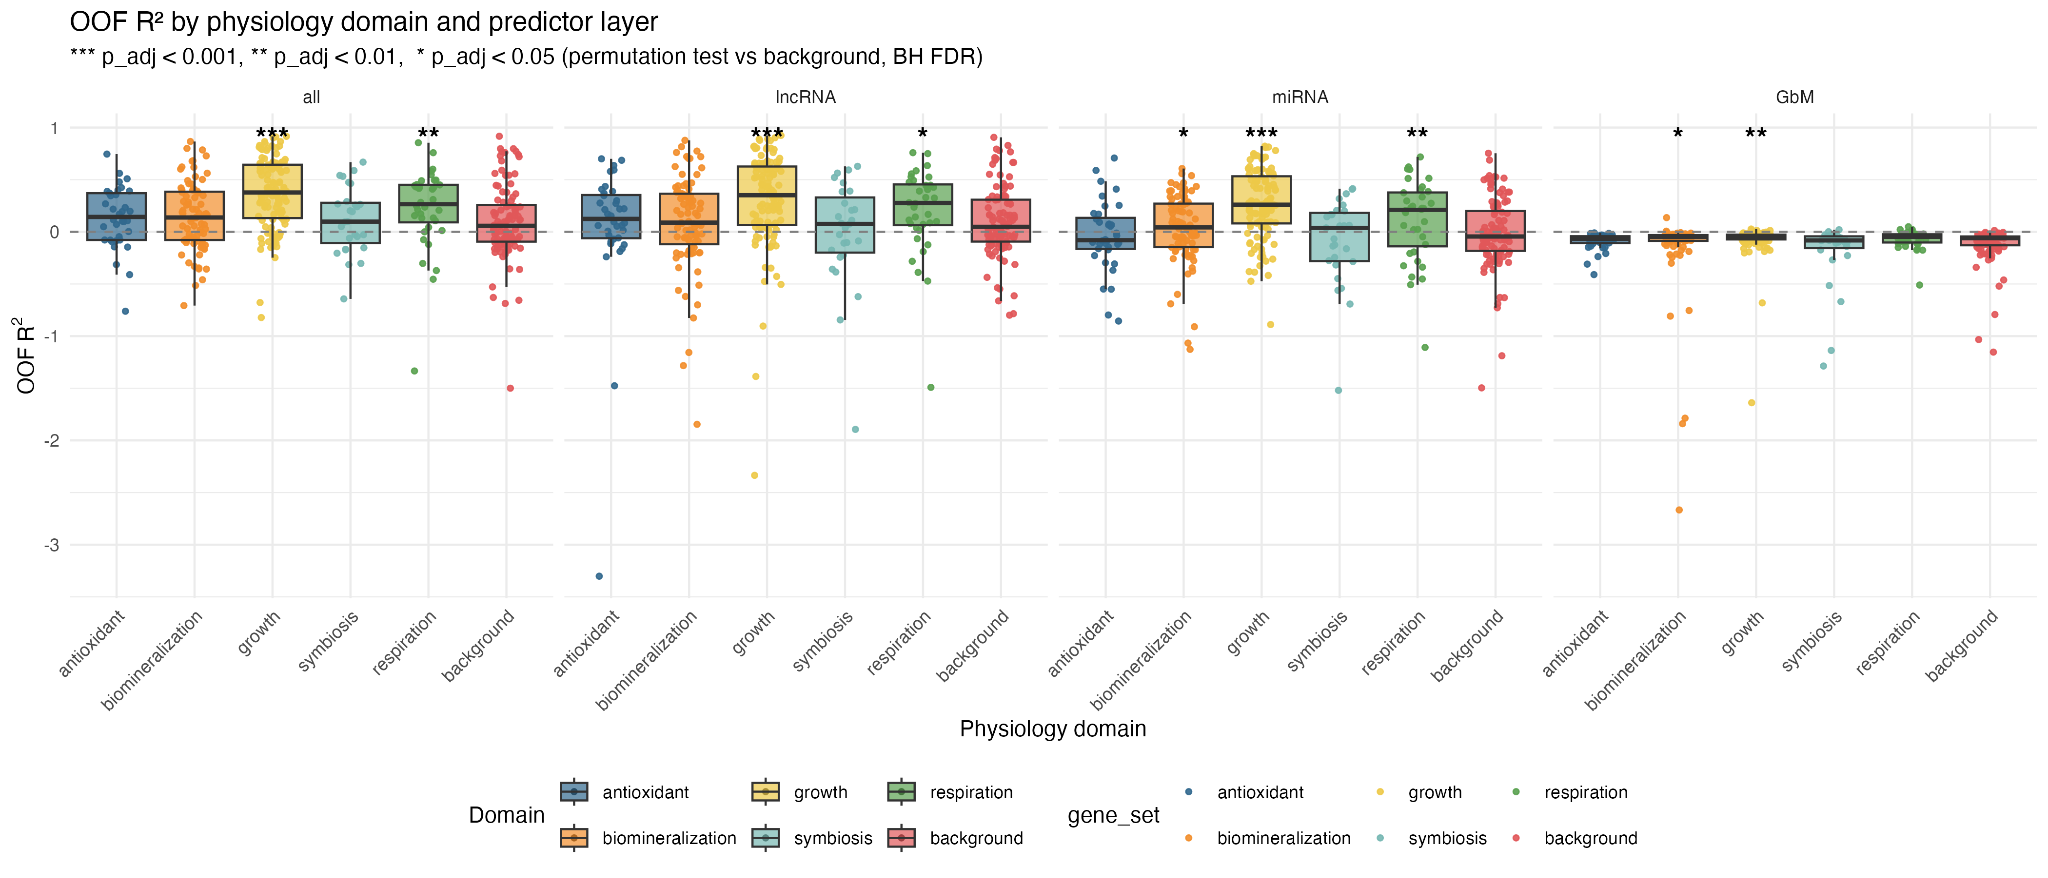 OOF R² by physiology domain and predictor layer
*** p_adj < 0.001, ** p_adj < 0.01,  * p_adj < 0.05 (permutation test vs background, BH FDR)
all lncRNA miRNA GbM
*** ** *** * * *** ** * **
1
0
-1
-2
-3
OOF R²
antioxidant biomineralization growth symbiosis respiration background antioxidant biomineralization growth symbiosis respiration background antioxidant biomineralization growth symbiosis respiration background antioxidant biomineralization growth symbiosis respiration background
Physiology domain
Domain
antioxidant growth respiration
biomineralization symbiosis background
gene_set
antioxidant growth respiration
biomineralization symbiosis background